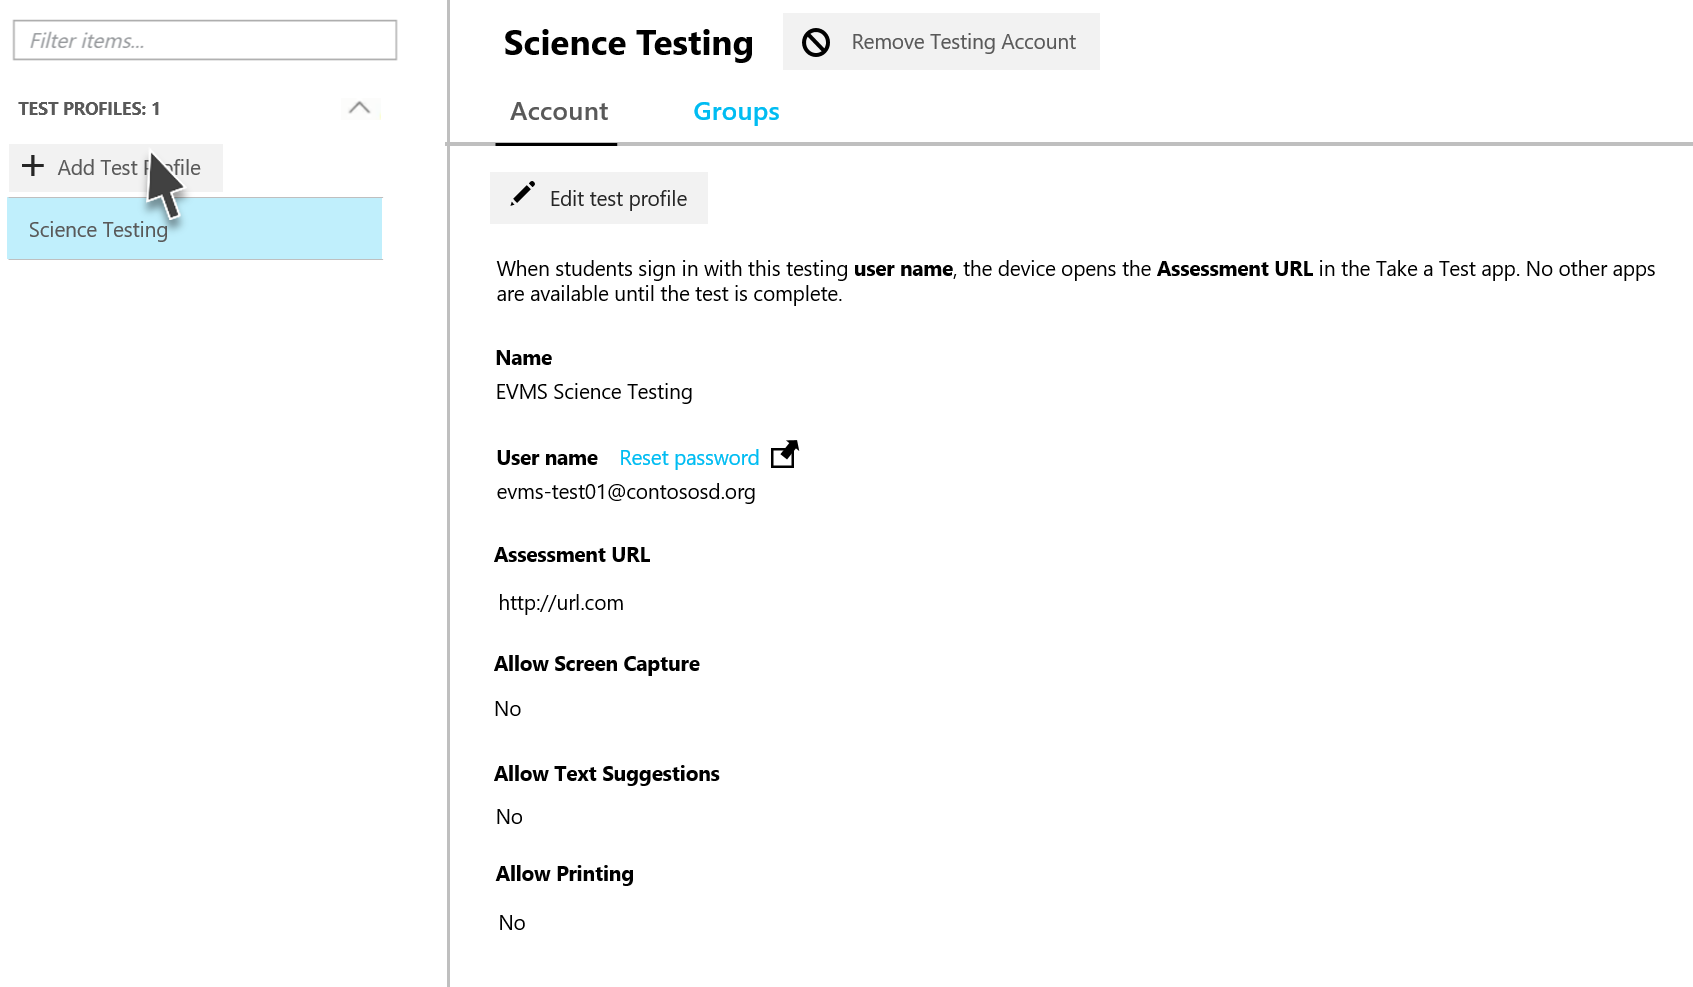 Filter items...
TEST PROFILES: 1
Add Test Profile
Science Testing
Science Testing
Remove Testing Account
Account
Groups
Edit test profile
When students sign in with this testing user name, the device opens the Assessment URL in the Take a Test app. No other apps
are available until the test is complete.
Name
EVMS Science Testing
User name Reset password
evms-test01@contososd.org
Assessment URL
http://url.com
Allow Screen Capture
No
Allow Text Suggestions
No
Allow Printing
No